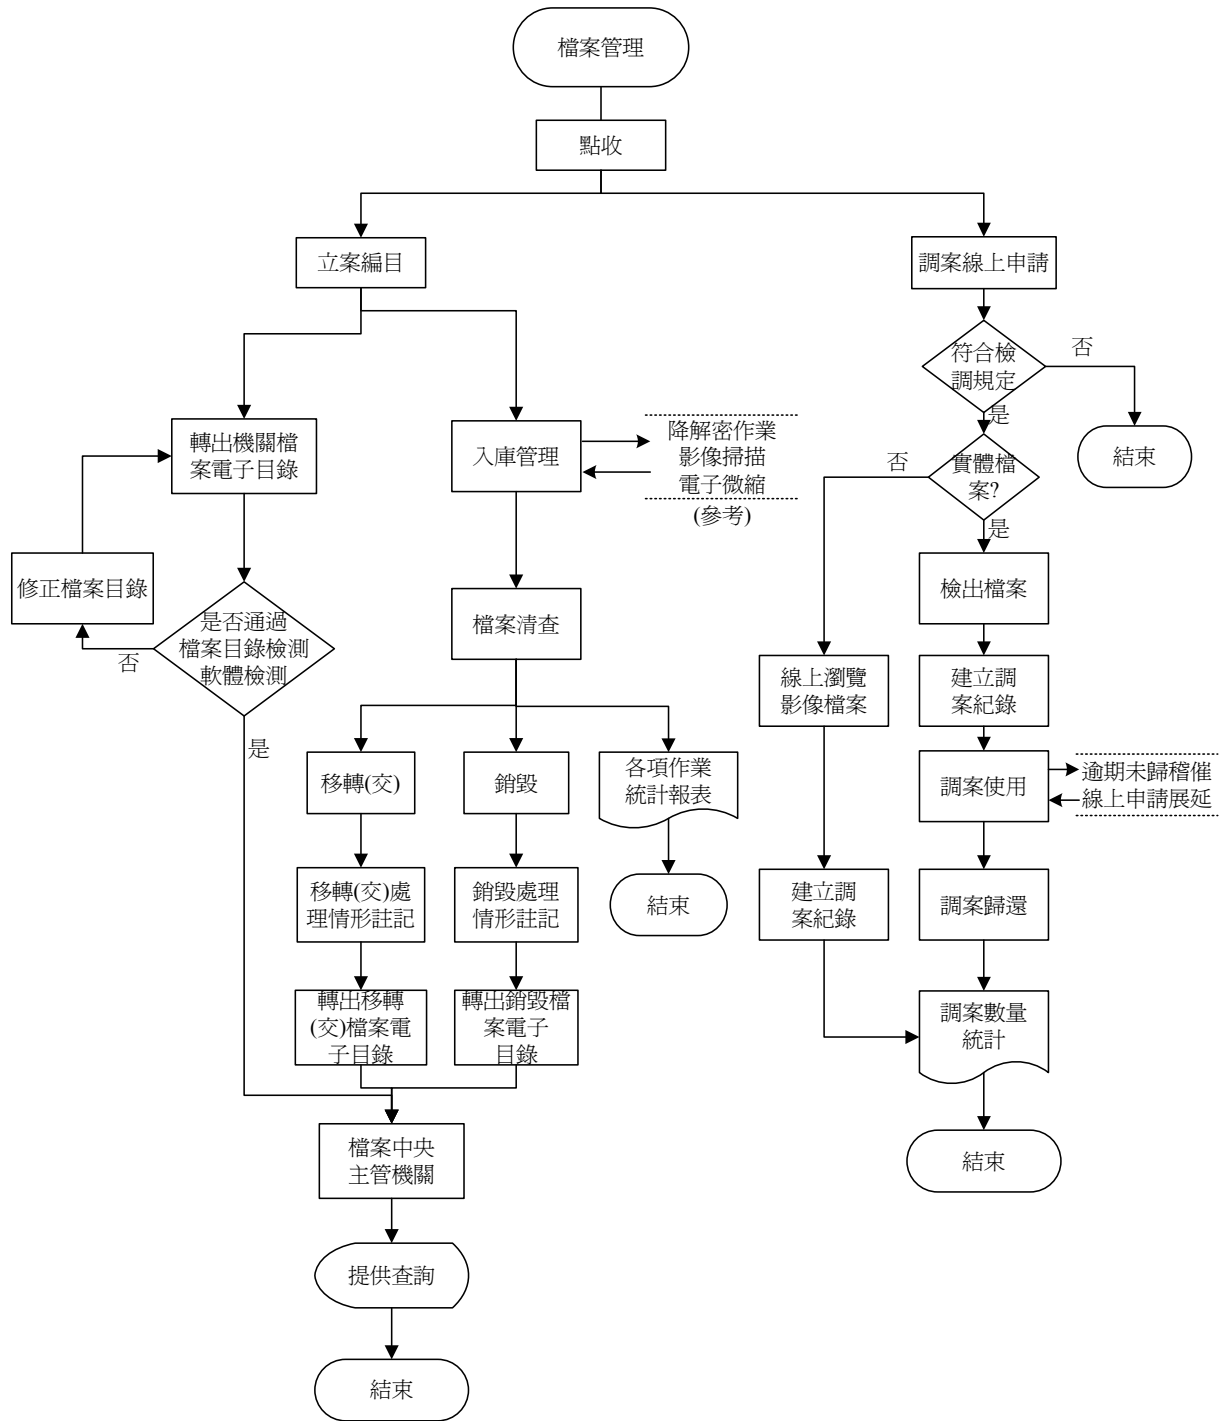 檔案管理
點收
立案編目
調案線上申請
符合檢
調規定
否
是
結束
轉出機關檔
案電子目錄
入庫管理
降解密作業
影像掃描
電子微縮
(參考)
實體檔
案?
否
是
修正檔案目錄
是否通過
檔案目錄檢測
軟體檢測
否
是
檔案清查
檢出檔案
線上瀏覽
影像檔案
建立調
案紀錄
移轉(交)
銷毀
各項作業
統計報表
調案使用
逾期未歸稽催
線上申請展延
移轉(交)處
理情形註記
銷毀處理
情形註記
結束
建立調
案紀錄
調案歸還
轉出移轉
(交)檔案電
子目錄
轉出銷毀檔
案電子
目錄
調案數量
統計
檔案中央
主管機關
結束
提供查詢
結束